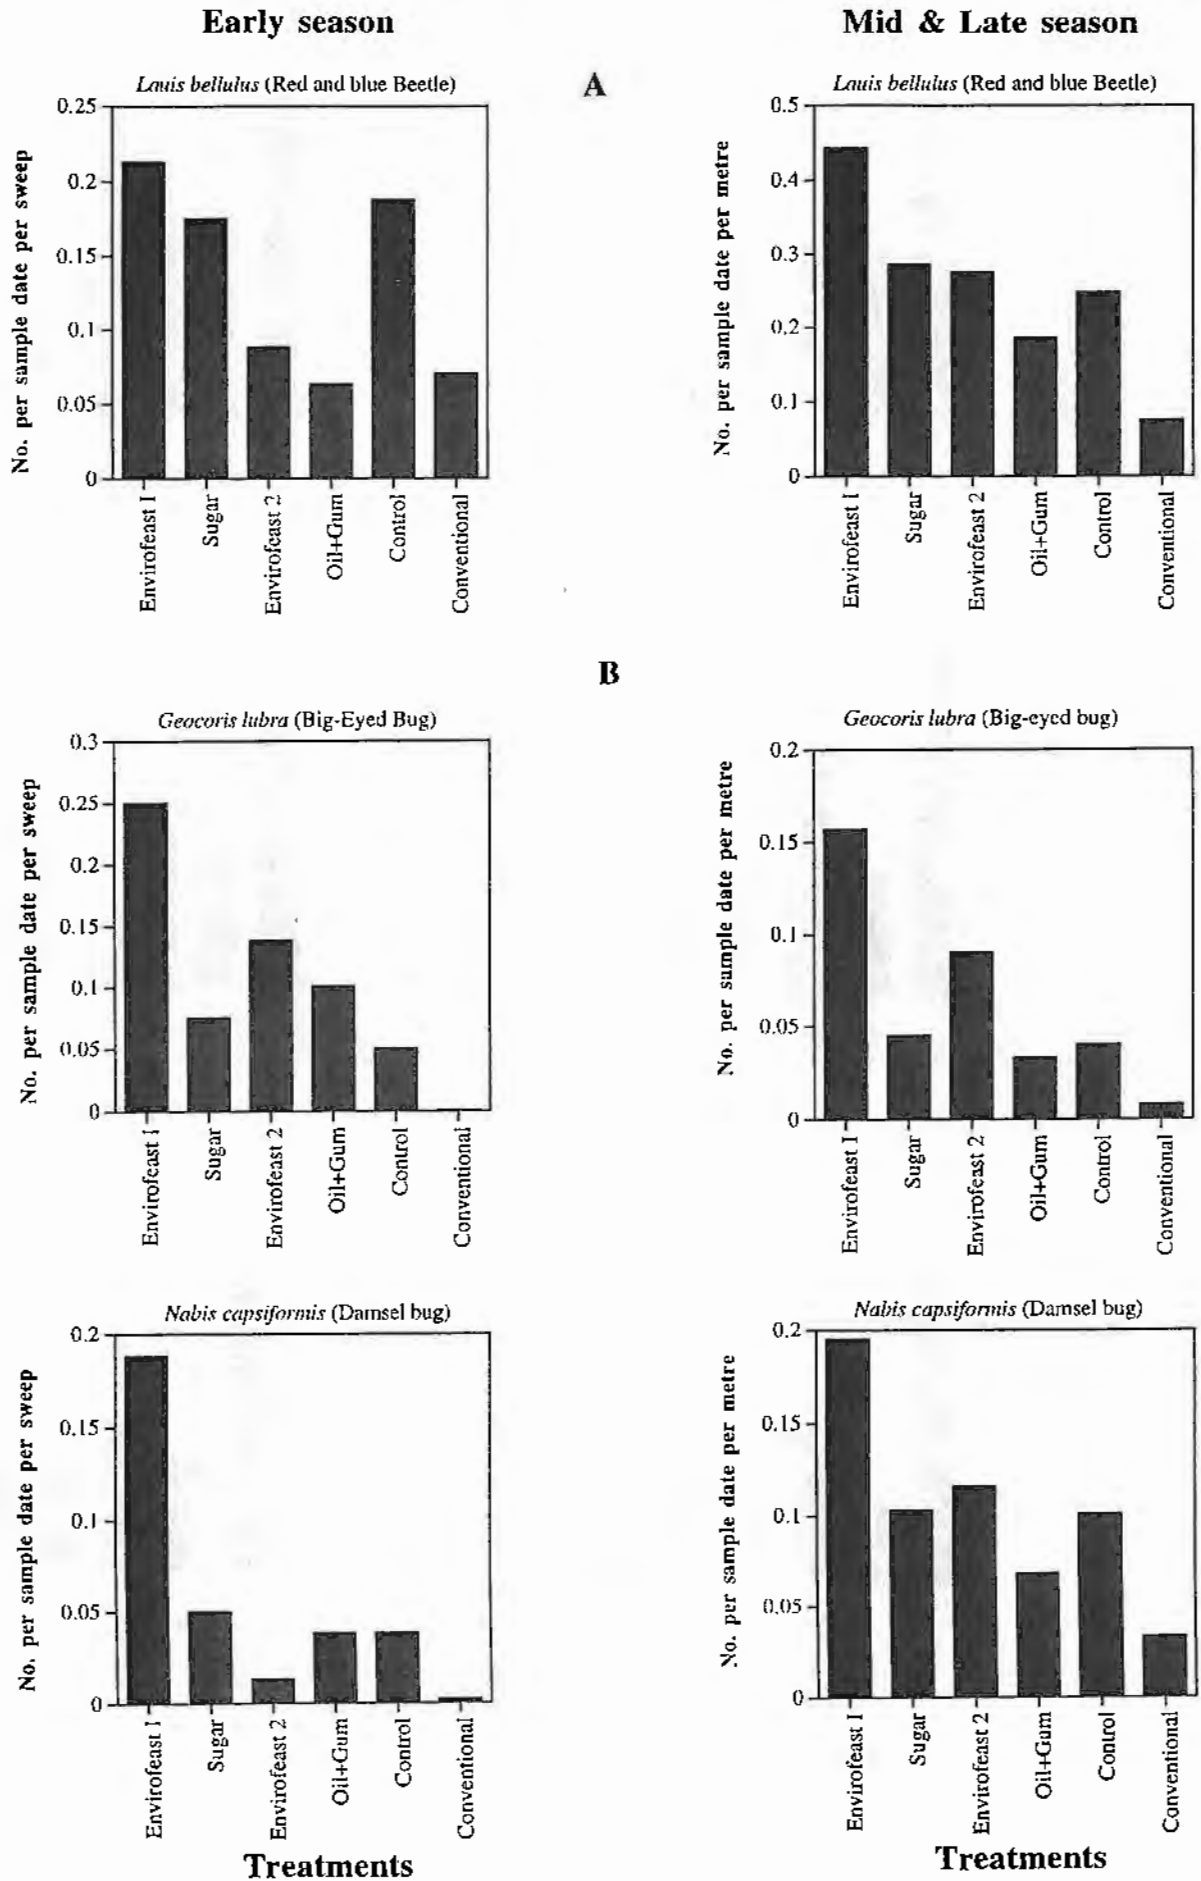 Early season
Mid & Late season
A
Lauis bellulus (Red and blue Beetle)
No. per sample date per sweep
0.25
0.2
0.15
0.1
0.05
0
Envirofeast 1
Sugar
Envirofeast 2
Oil+Gum
Control
Conventional
Lauis bellulus (Red and blue Beetle)
No. per sample date per metre
0.5
0.4
0.3
0.2
0.1
0
Envirofeast 1
Sugar
Envirofeast 2
Oil+Gum
Control
Conventional
B
Geocoris lubra (Big-Eyed Bug)
No. per sample date per sweep
0.3
0.25
0.2
0.15
0.1
0.05
0
Envirofeast 1
Sugar
Envirofeast 2
Oil+Gum
Control
Conventional
Geocoris lubra (Big-eyed bug)
No. per sample date per metre
0.2
0.15
0.1
0.05
0
Envirofeast 1
Sugar
Envirofeast 2
Oil+Gum
Control
Conventional
Nabis capsiformis (Damsel bug)
No. per sample date per sweep
0.2
0.15
0.1
0.05
0
Envirofeast 1
Sugar
Envirofeast 2
Oil+Gum
Control
Conventional
Treatments
Nabis capsiformis (Damsel bug)
No. per sample date per metre
0.2
0.15
0.1
0.05
0
Envirofeast 1
Sugar
Envirofeast 2
Oil+Gum
Control
Conventional
Treatments